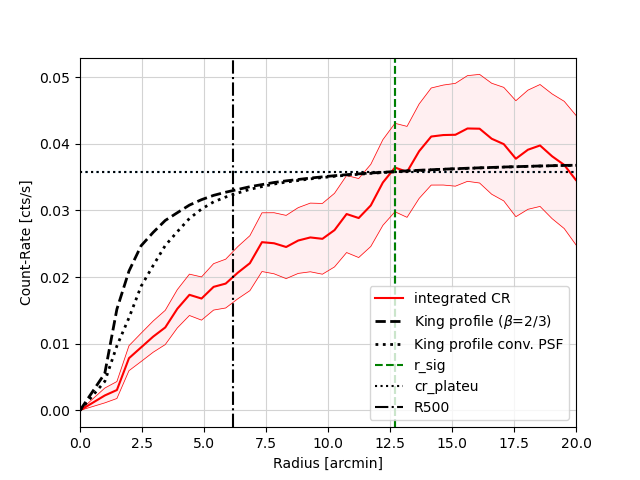 0.05
0.04
0.03
0.02
0.01
0.00
Count-Rate [cts/s]
integrated CR
King profile (β=2/3)
King profile conv. PSF
r_sig
cr_plateu
R500
0.0 2.5 5.0 7.5 10.0 12.5 15.0 17.5 20.0
Radius [arcmin]